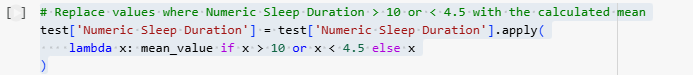 [ ] # Replace values where Numeric Sleep Duration > 10 or < 4.5 with the calculated mean
test['Numeric Sleep Duration'] = test['Numeric Sleep Duration'].apply(
    lambda x: mean_value if x > 10 or x < 4.5 else x
)